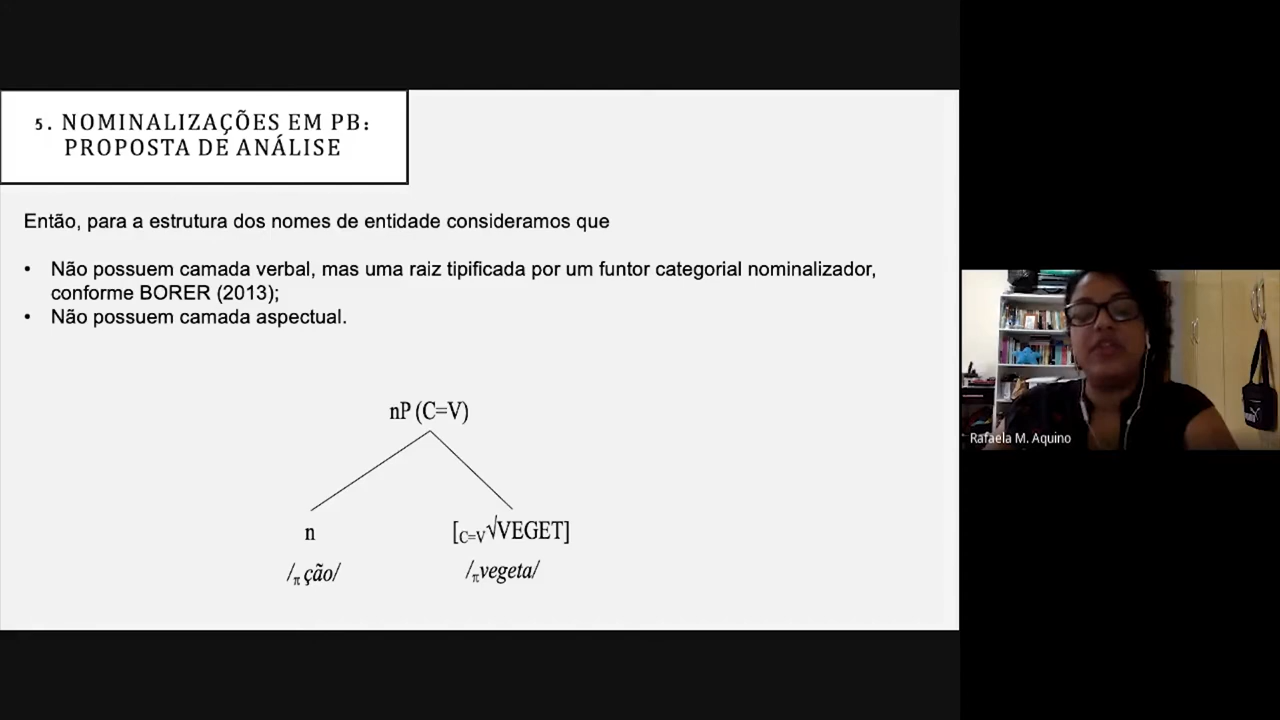 5. NOMINALIZAÇÕES EM PB:
PROPOSTA DE ANÁLISE
Então, para a estrutura dos nomes de entidade consideramos que
• Não possuem camada verbal, mas uma raiz tipificada por um funtor categorial nominalizador,
conforme BORER (2013);
• Não possuem camada aspectual.
nP (C=V)
n [C=V√VEGET]
/π ção/ /πvegeta/
Rafaela M. Aquino